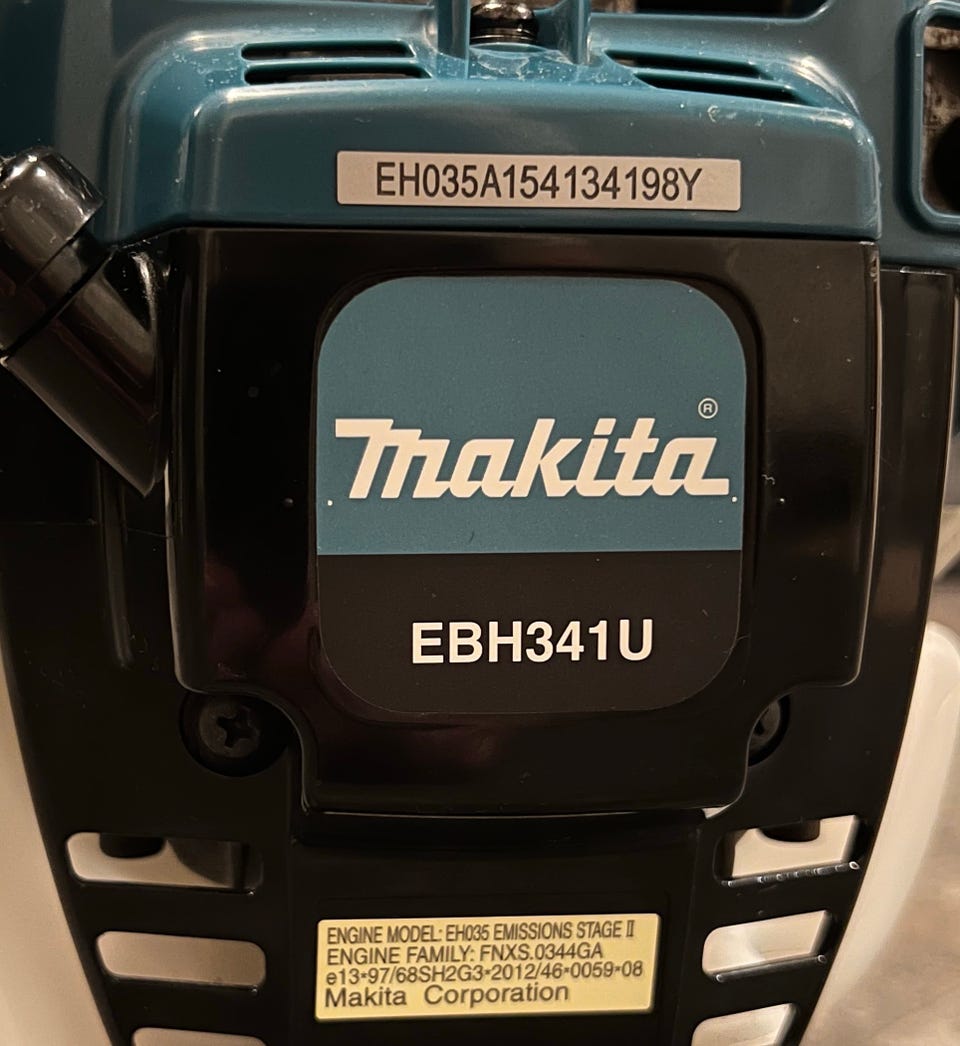 EH035A154134198Y
makita®
EBH341U
ENGINE MODEL: EH035 EMISSIONS STAGE II
ENGINE FAMILY: FNXS.0344GA
e13*97/68SH2G3*2012/46*0059*08
Makita Corporation